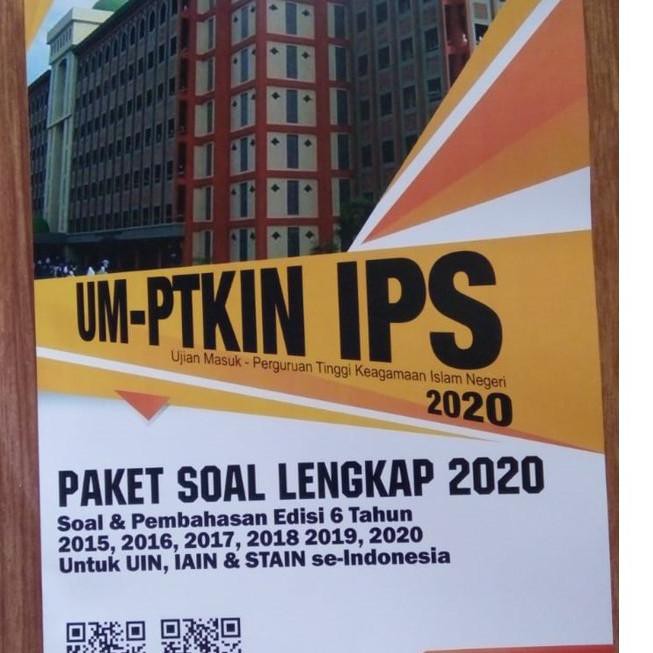 UM-PTKIN IPS
Ujian Masuk - Perguruan Tinggi Keagamaan Islam Negeri
2020
PAKET SOAL LENGKAP 2020
Soal & Pembahasan Edisi 6 Tahun
2015, 2016, 2017, 2018 2019, 2020
Untuk UIN, IAIN & STAIN se-Indonesia